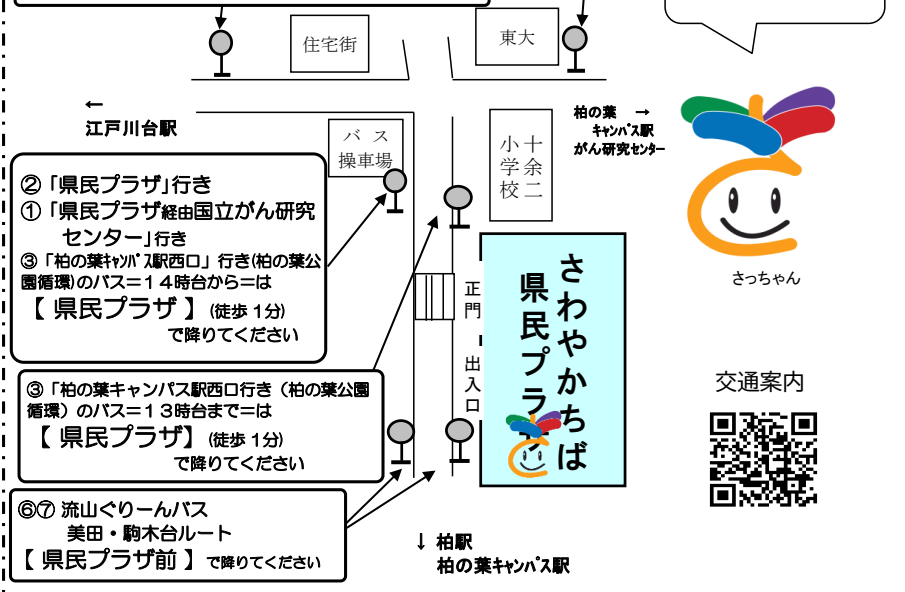 住宅街
東大
←
江戸川台駅
バス
操車場
十余二
小学校
柏の葉 →
ｷｬﾝﾊﾟｽ駅
がん研究ｾﾝﾀｰ
②「県民プラザ」行き
①「県民プラザ経由国立がん研究
センター」行き
③「柏の葉ｷｬﾝﾊﾟｽ駅西口」行き(柏の葉公
園循環)のバス＝１４時台から＝は
【 県民プラザ 】 (徒歩 1分)
で降りてください
正門
出入口
さわやかちば
県民プラザ
さっちゃん
交通案内
③「柏の葉キャンパス駅西口行き（柏の葉公園
循環）のバス＝１３時台まで＝は
【 県民プラザ】 (徒歩 1分)
で降りてください
⑥⑦ 流山ぐりーんバス
美田・駒木台ルート
【 県民プラザ前 】 で降りてください
↓ 柏駅
柏の葉ｷｬﾝﾊﾟｽ駅